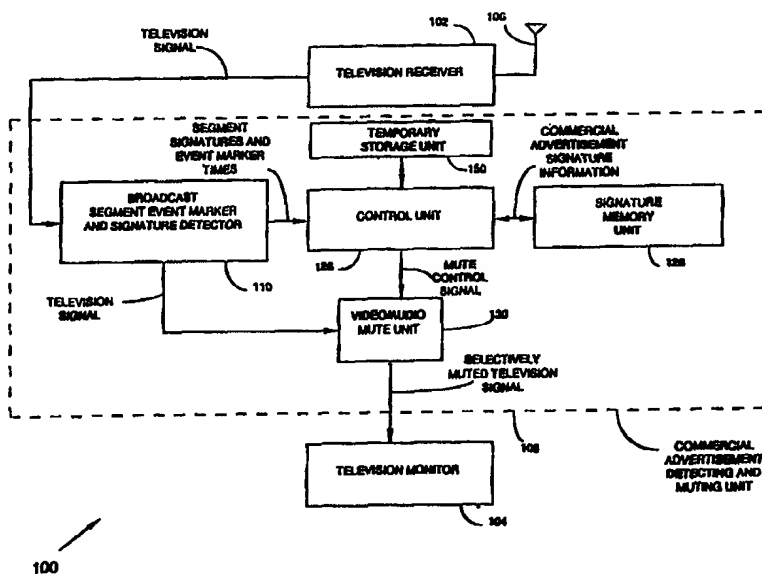 TELEVISION
SIGNAL
102
106
TELEVISION RECEIVER
SEGMENT
SIGNATURES AND
EVENT MARKER
TIMES
TEMPORARY
STORAGE UNIT
150
COMMERCIAL
ADVERTISEMENT
SIGNATURE
INFORMATION
BROADCAST
SEGMENT EVENT MARKER
AND SIGNATURE DETECTOR
CONTROL UNIT
SIGNATURE
MEMORY
UNIT
110
MUTE
CONTROL
SIGNAL
TELEVISION
SIGNAL
VIDEO/AUDIO
MUTE UNIT
130
SELECTIVELY
MUTED TELEVISION
SIGNAL
108
COMMERCIAL
ADVERTISEMENT
DETECTING AND
MUTING UNIT
TELEVISION MONITOR
104
100